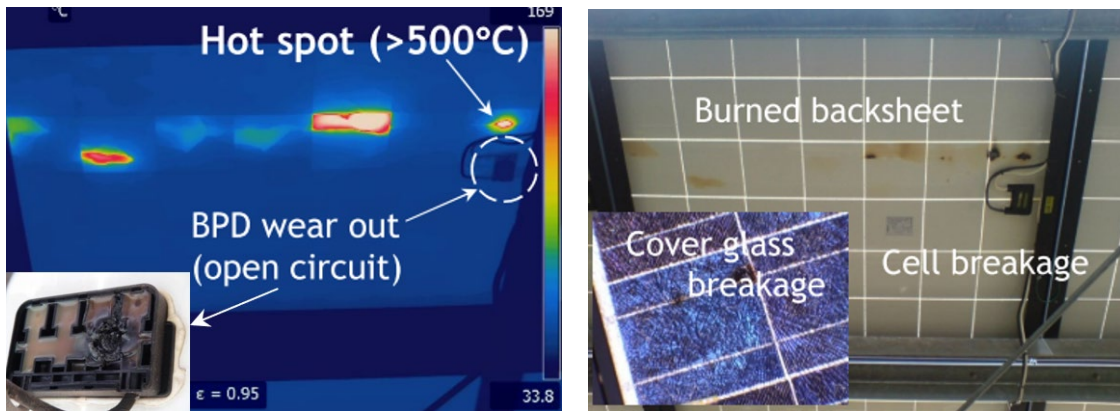 °C
169
Hot spot (>500°C)
BPD wear out
(open circuit)
ε = 0.95
33.8
Burned backsheet
Cover glass
breakage
Cell breakage